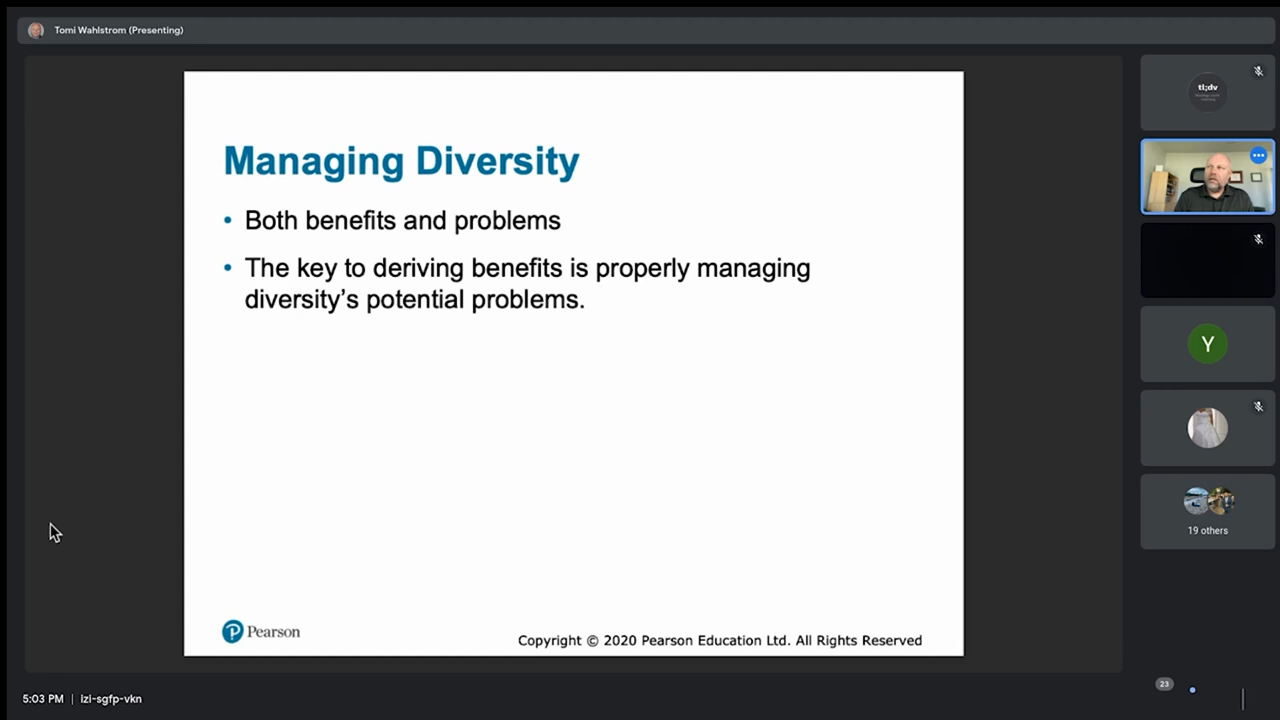 Tomi Wahlstrom (Presenting)
tl;dv
Managing Diversity
• Both benefits and problems
• The key to deriving benefits is properly managing
diversity's potential problems.
Y
19 others
Pearson
Copyright © 2020 Pearson Education Ltd. All Rights Reserved
23
5:03 PM | lzl-sgfp-vkn